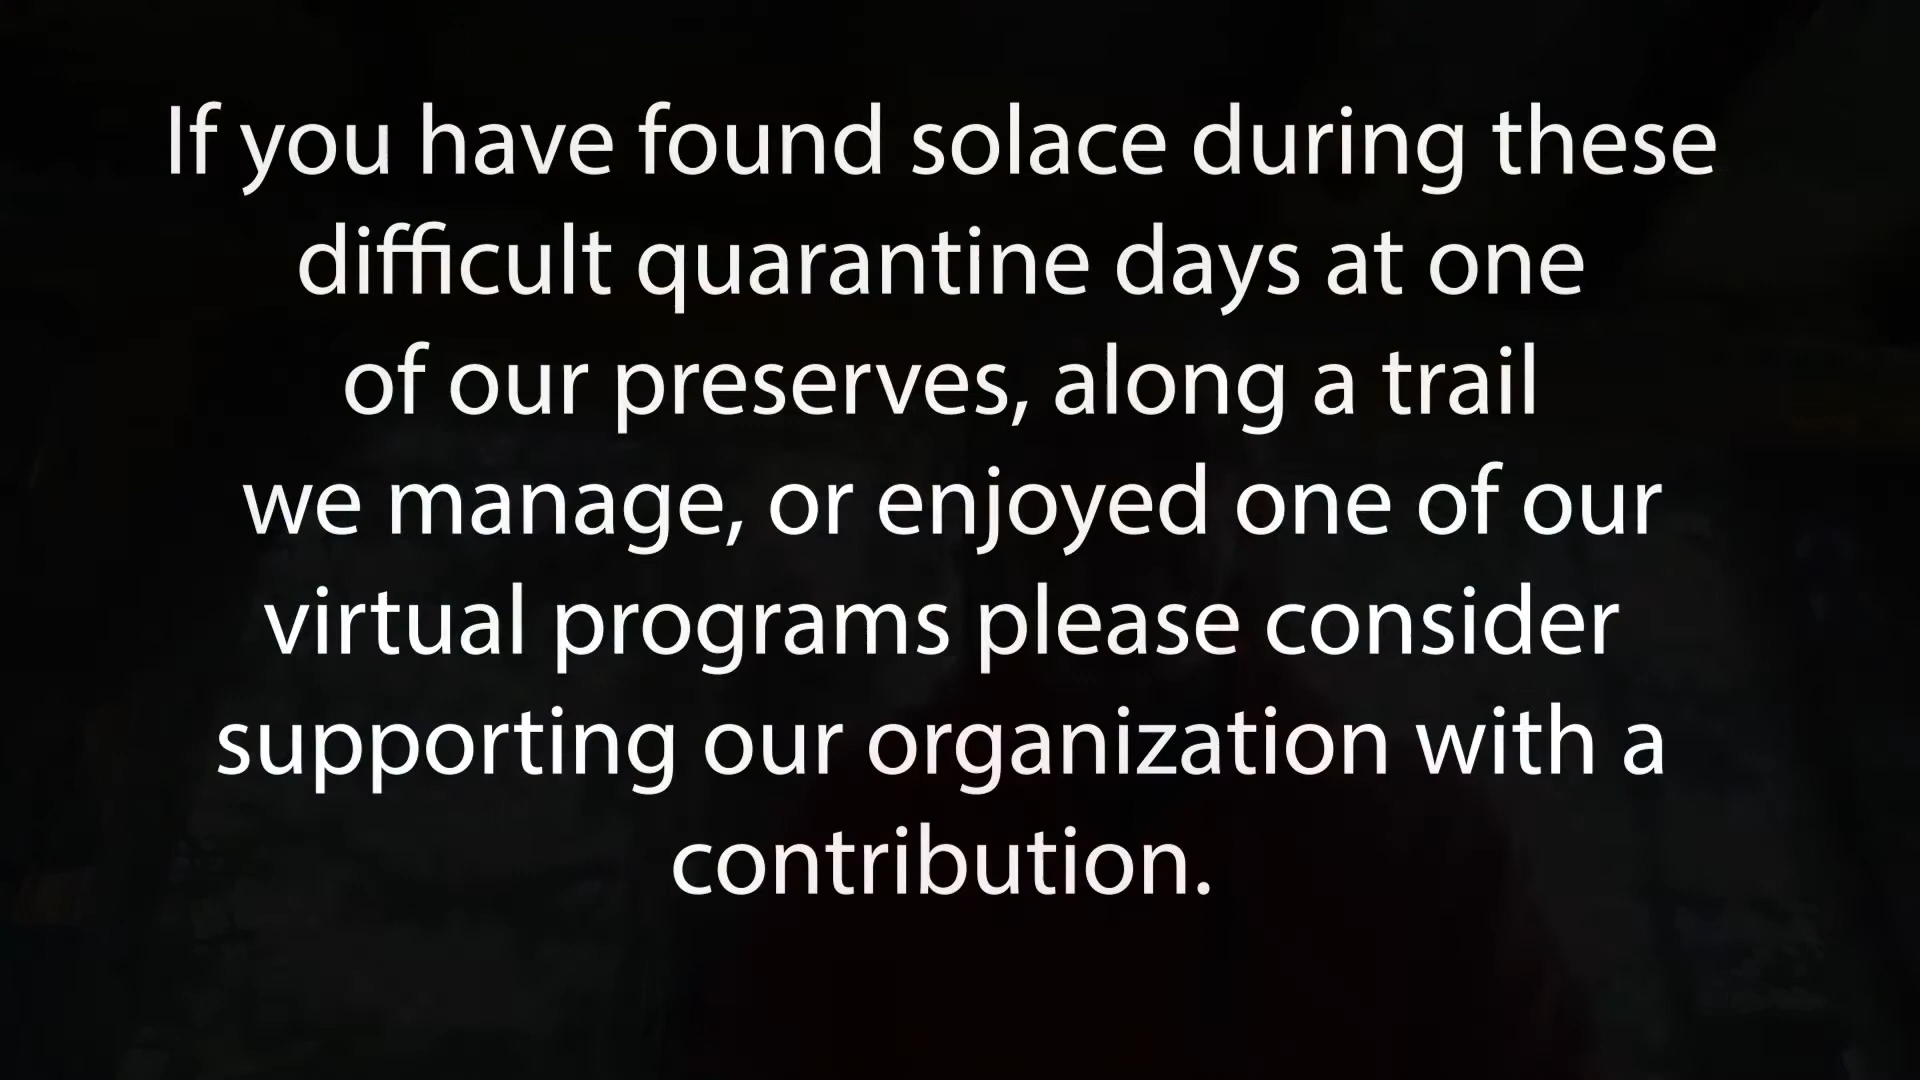 If you have found solace during these
difficult quarantine days at one
of our preserves, along a trail
we manage, or enjoyed one of our
virtual programs please consider
supporting our organization with a
contribution.